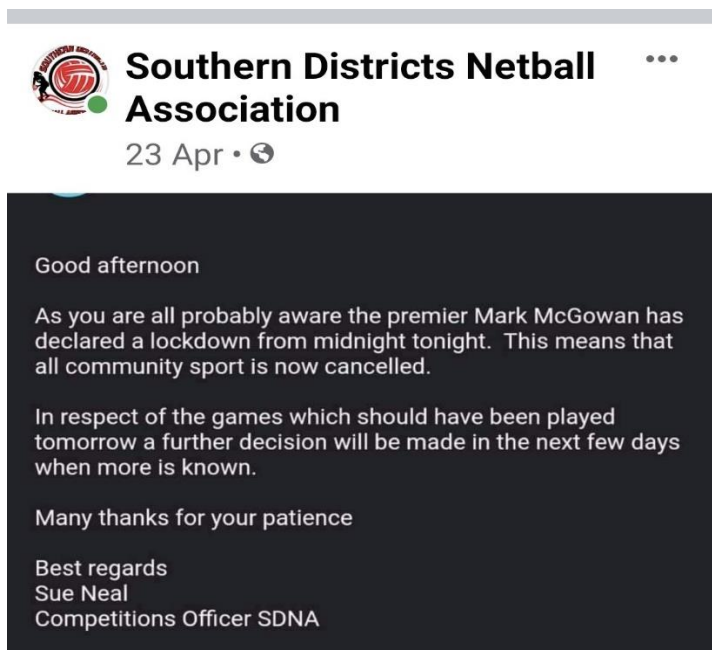 Southern Districts Netball
Association
23 Apr •
Good afternoon
As you are all probably aware the premier Mark McGowan has
declared a lockdown from midnight tonight.  This means that
all community sport is now cancelled.
In respect of the games which should have been played
tomorrow a further decision will be made in the next few days
when more is known.
Many thanks for your patience
Best regards
Sue Neal
Competitions Officer SDNA